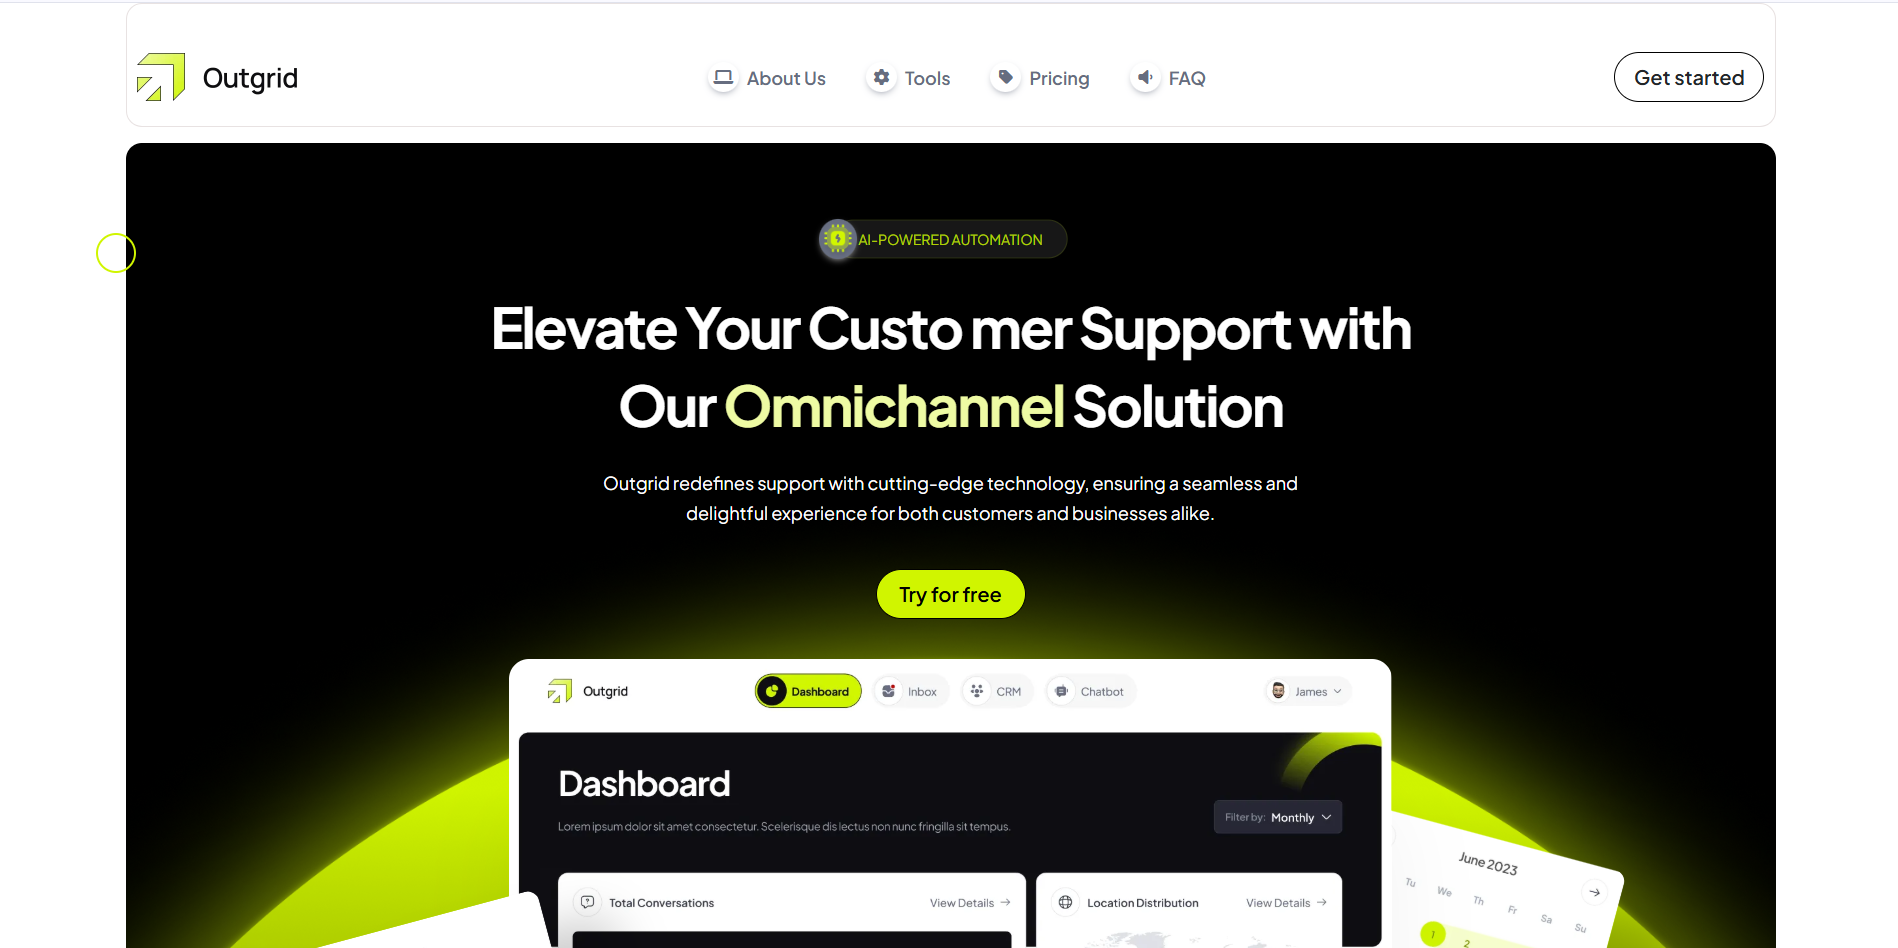 Outgrid
About Us
Tools
Pricing
FAQ
Get started
AI-POWERED AUTOMATION
Elevate Your Custo mer Support with
Our Omnichannel Solution
Outgrid redefines support with cutting-edge technology, ensuring a seamless and
delightful experience for both customers and businesses alike.
Try for free
Outgrid
Dashboard
Inbox
CRM
Chatbot
James
Dashboard
Lorem ipsum dolor sit amet consectetur. Scelerisque dis lectus non nunc fringilla sit tempus.
Filter by: Monthly
Total Conversations
View Details
Location Distribution
View Details
June 2023
Tu We Th Fr Sa Su
1 2